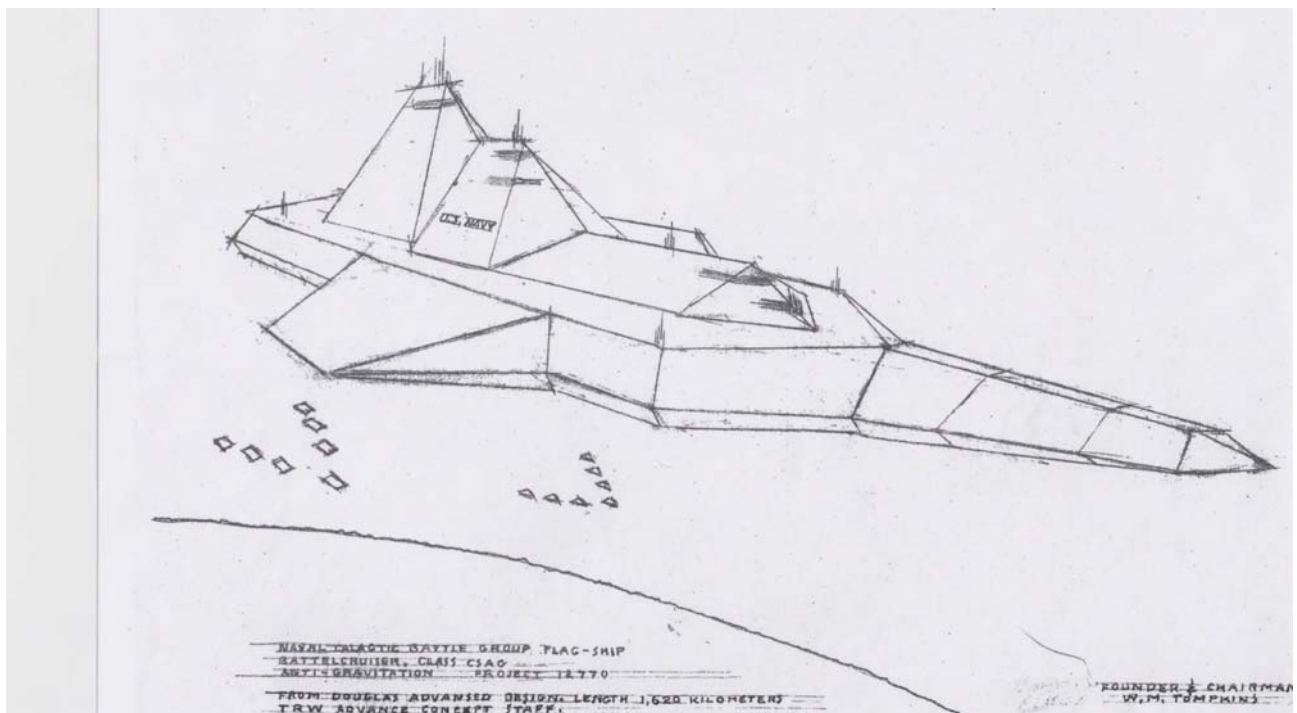 U.S. NAVY
NAVAL GALACTIC BATTLE GROUP FLAG-SHIP
BATTELCRUISER, CLASS CSAG
ANTI-GRAVITATION PROJECT 12770
FROM DOUGLAS ADVANSED DESIGN. LENGTH 1,620 KILOMETERS
TRW ADVANCE CONCEPT STAFF.
FOUNDER & CHAIRMAN
W.M. TOMPKINS